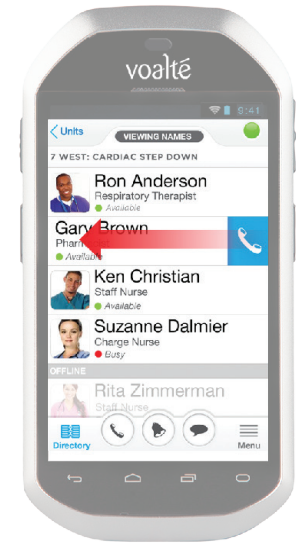 voalté
9:41
Units
VIEWING NAMES
7 WEST: CARDIAC STEP DOWN
Ron Anderson
Respiratory Therapist
Available
Gary Brown
Available
Ken Christian
Staff Nurse
Available
Suzanne Dalmier
Charge Nurse
Busy
OFFLINE
Rita Zimmerman
Staff Nurse
Directory
Menu